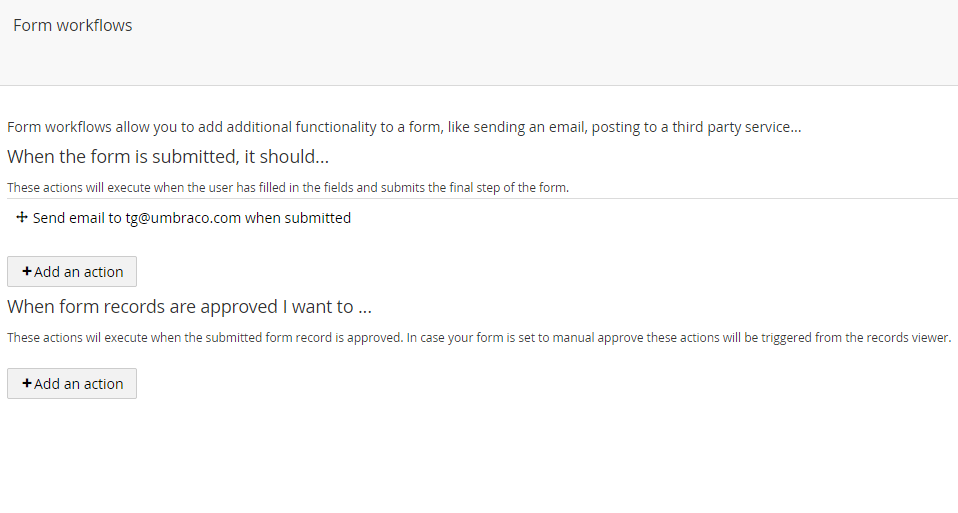 Form workflows
Form workflows allow you to add additional functionality to a form, like sending an email, posting to a third party service...
When the form is submitted, it should...
These actions will execute when the user has filled in the fields and submits the final step of the form.
Send email to tg@umbraco.com when submitted
+Add an action
When form records are approved I want to ...
These actions wil execute when the submitted form record is approved. In case your form is set to manual approve these actions will be triggered from the records viewer.
+Add an action